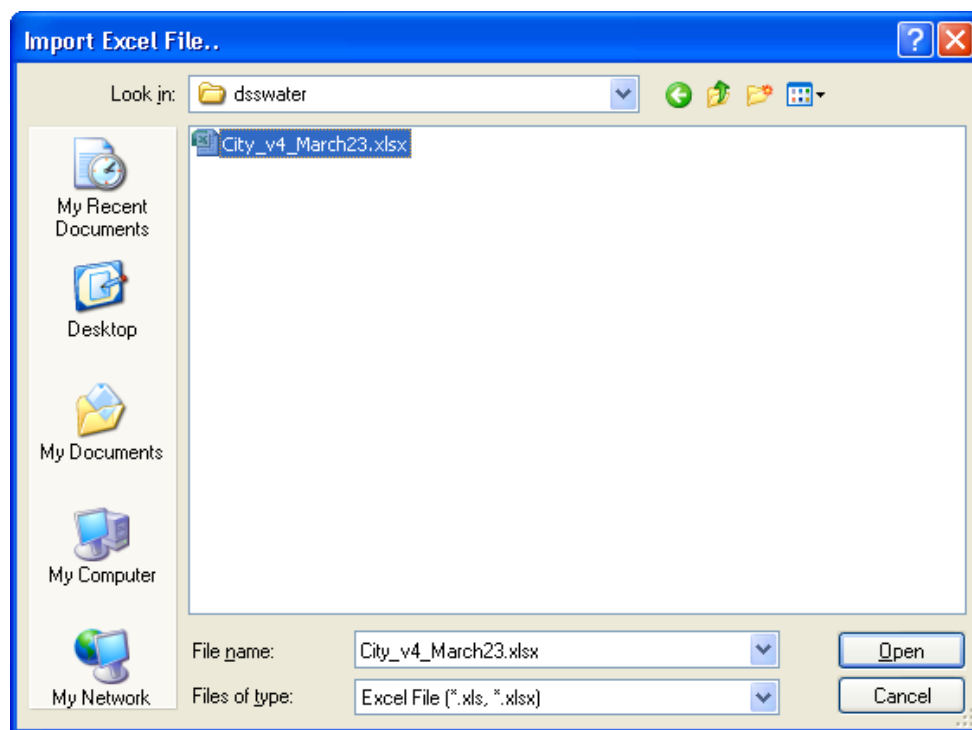 Import Excel File..
Look in:
dsswater
City_v4_March23.xlsx
My Recent
Documents
Desktop
My Documents
My Computer
My Network
File name:
City_v4_March23.xlsx
Open
Files of type:
Excel File (*.xls, *.xlsx)
Cancel